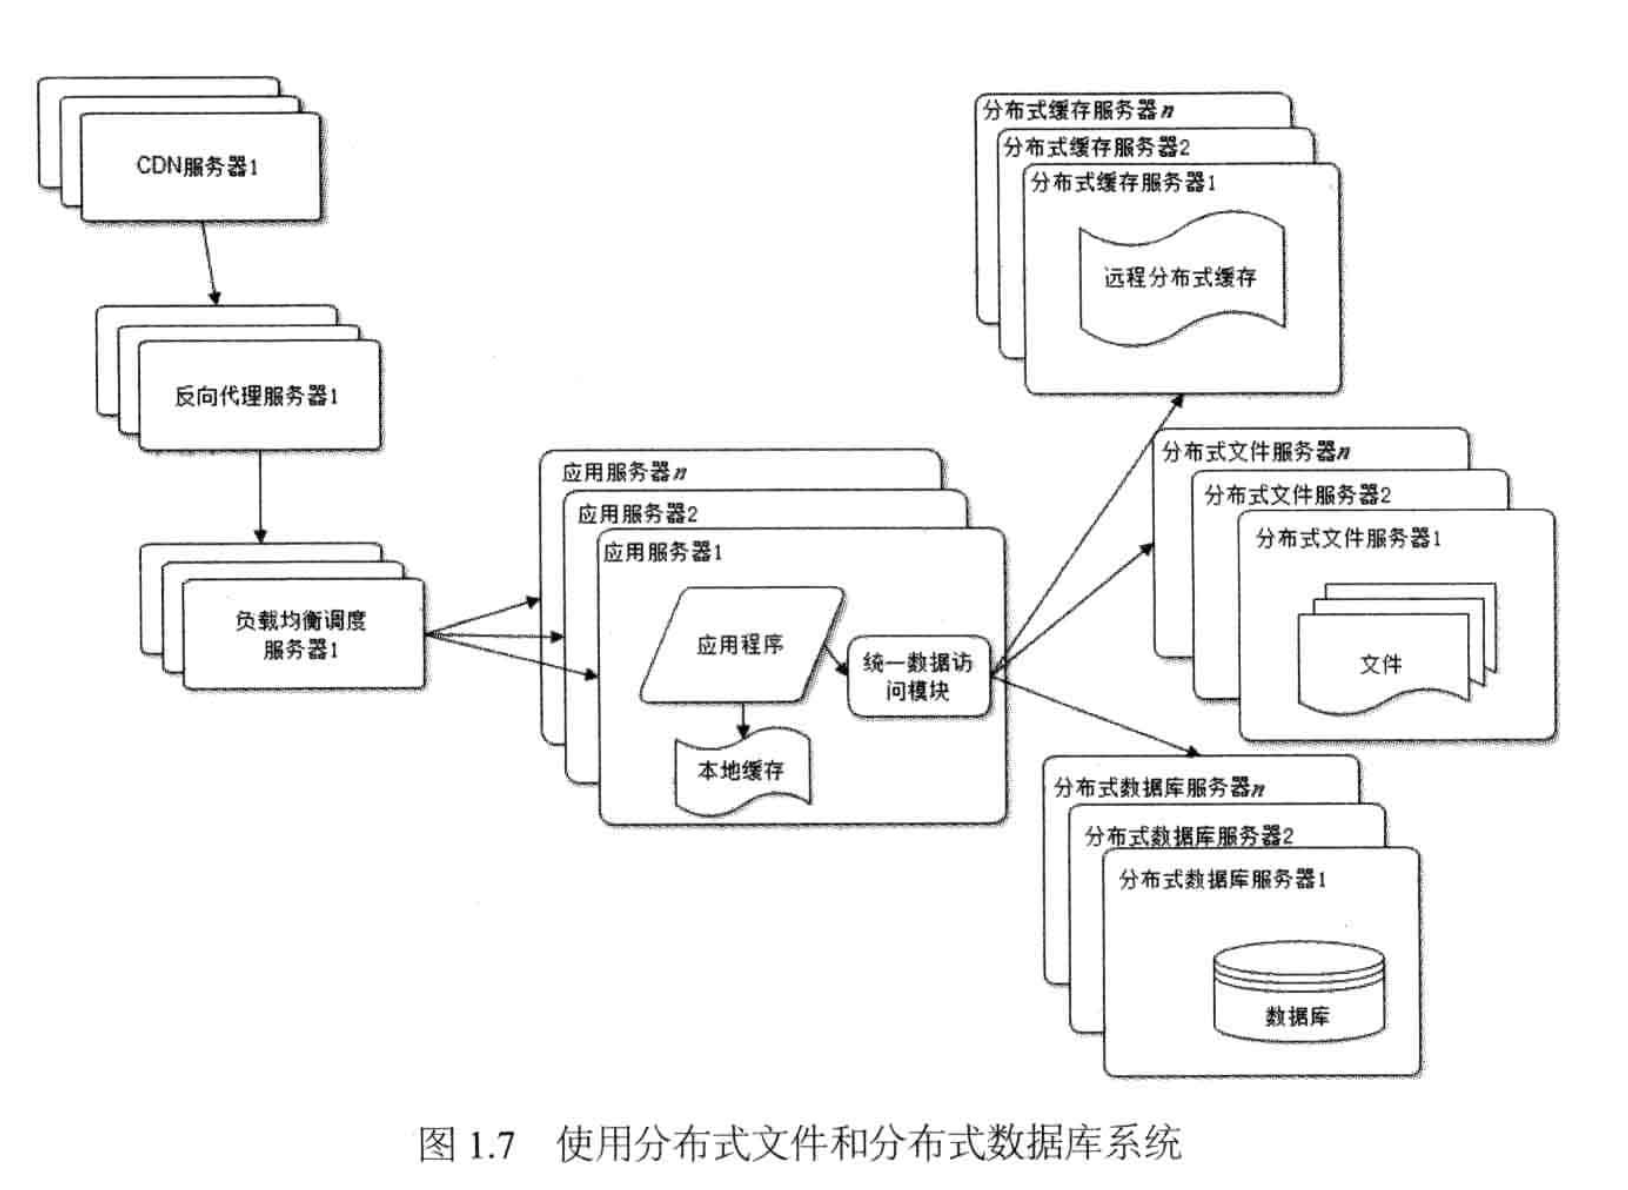 CDN服务器1
反向代理服务器1
负载均衡调度
服务器1
应用服务器n
应用服务器2
应用服务器1
应用程序
统一数据访
问模块
本地缓存
分布式缓存服务器n
分布式缓存服务器2
分布式缓存服务器1
远程分布式缓存
分布式文件服务器n
分布式文件服务器2
分布式文件服务器1
文件
分布式数据库服务器n
分布式数据库服务器2
分布式数据库服务器1
数据库
图 1.7 使用分布式文件和分布式数据库系统